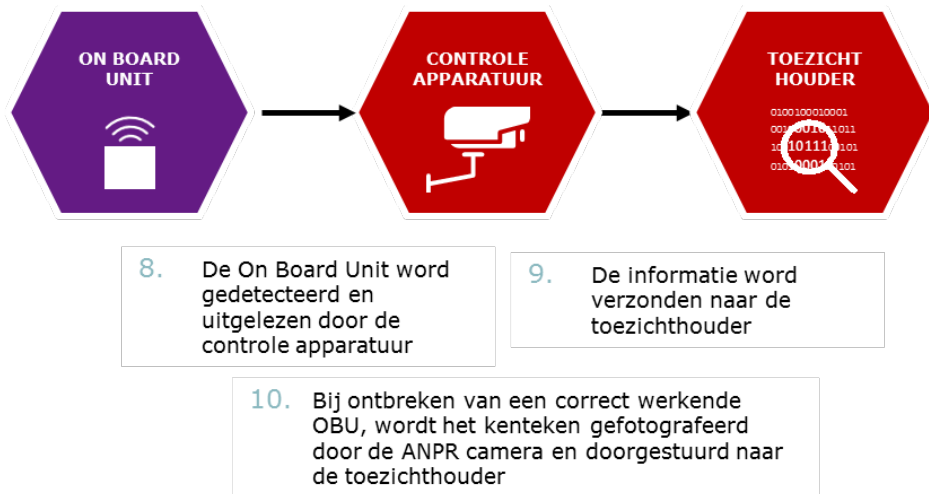 ON BOARD
UNIT
CONTROLE
APPARATUUR
TOEZICHT
HOUDER
0100100010001
10111
8. De On Board Unit word
gedetecteerd en
uitgelezen door de
controle apparatuur
9. De informatie word
verzonden naar de
toezichthouder
10. Bij ontbreken van een correct werkende
OBU, wordt het kenteken gefotografeerd
door de ANPR camera en doorgestuurd naar
de toezichthouder